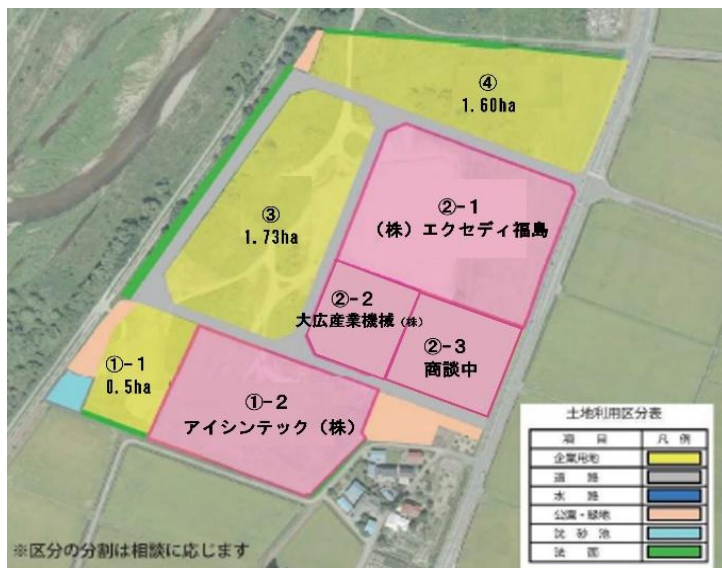 ④
1.60ha
②-1
(株)エクセディ福島
③
1.73ha
②-2
大広産業機械(株)
②-3
商談中
①-1
0.5ha
①-2
アイシンテック(株)
土地利用区分表
項 目 凡 例
企業用地
道 路
水 路
公園・緑地
沈 砂 池
法 面
※区分の分割は相談に応じます